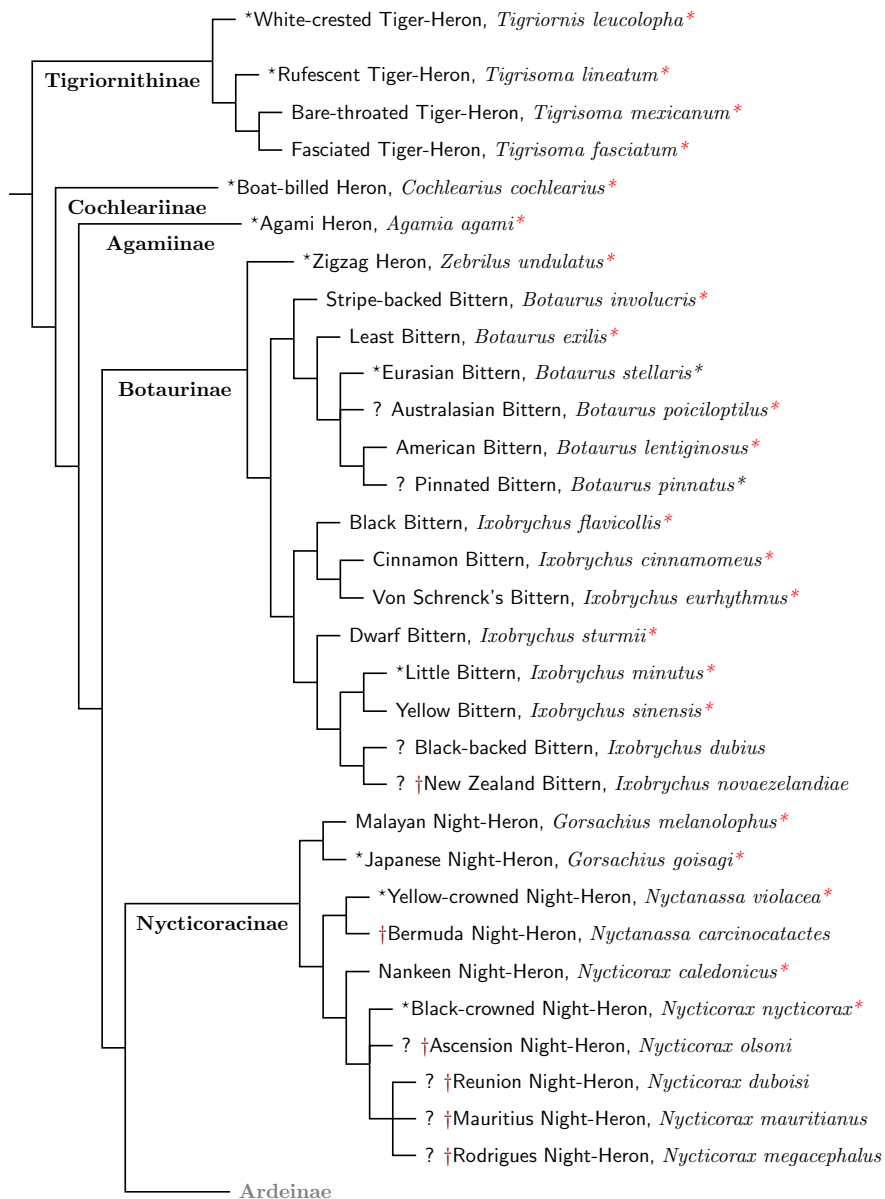 ⋆White-crested Tiger-Heron, Tigriornis leucolopha*
Tigriornithinae
⋆Rufescent Tiger-Heron, Tigrisoma lineatum*
Bare-throated Tiger-Heron, Tigrisoma mexicanum*
Fasciated Tiger-Heron, Tigrisoma fasciatum*
⋆Boat-billed Heron, Cochlearius cochlearius*
Cochleariinae
⋆Agami Heron, Agamia agami*
Agamiinae
⋆Zigzag Heron, Zebrilus undulatus*
Stripe-backed Bittern, Botaurus involucris*
Least Bittern, Botaurus exilis*
⋆Eurasian Bittern, Botaurus stellaris*
Botaurinae
? Australasian Bittern, Botaurus poiciloptilus*
American Bittern, Botaurus lentiginosus*
? Pinnated Bittern, Botaurus pinnatus*
Black Bittern, Ixobrychus flavicollis*
Cinnamon Bittern, Ixobrychus cinnamomeus*
Von Schrenck's Bittern, Ixobrychus eurhythmus*
Dwarf Bittern, Ixobrychus sturmii*
⋆Little Bittern, Ixobrychus minutus*
Yellow Bittern, Ixobrychus sinensis*
? Black-backed Bittern, Ixobrychus dubius
? †New Zealand Bittern, Ixobrychus novaezelandiae
Malayan Night-Heron, Gorsachius melanolophus*
⋆Japanese Night-Heron, Gorsachius goisagi*
⋆Yellow-crowned Night-Heron, Nyctanassa violacea*
Nycticoracinae
†Bermuda Night-Heron, Nyctanassa carcinocatactes
Nankeen Night-Heron, Nycticorax caledonicus*
⋆Black-crowned Night-Heron, Nycticorax nycticorax*
? †Ascension Night-Heron, Nycticorax olsoni
? †Reunion Night-Heron, Nycticorax duboisi
? †Mauritius Night-Heron, Nycticorax mauritianus
? †Rodrigues Night-Heron, Nycticorax megacephalus
Ardeinae